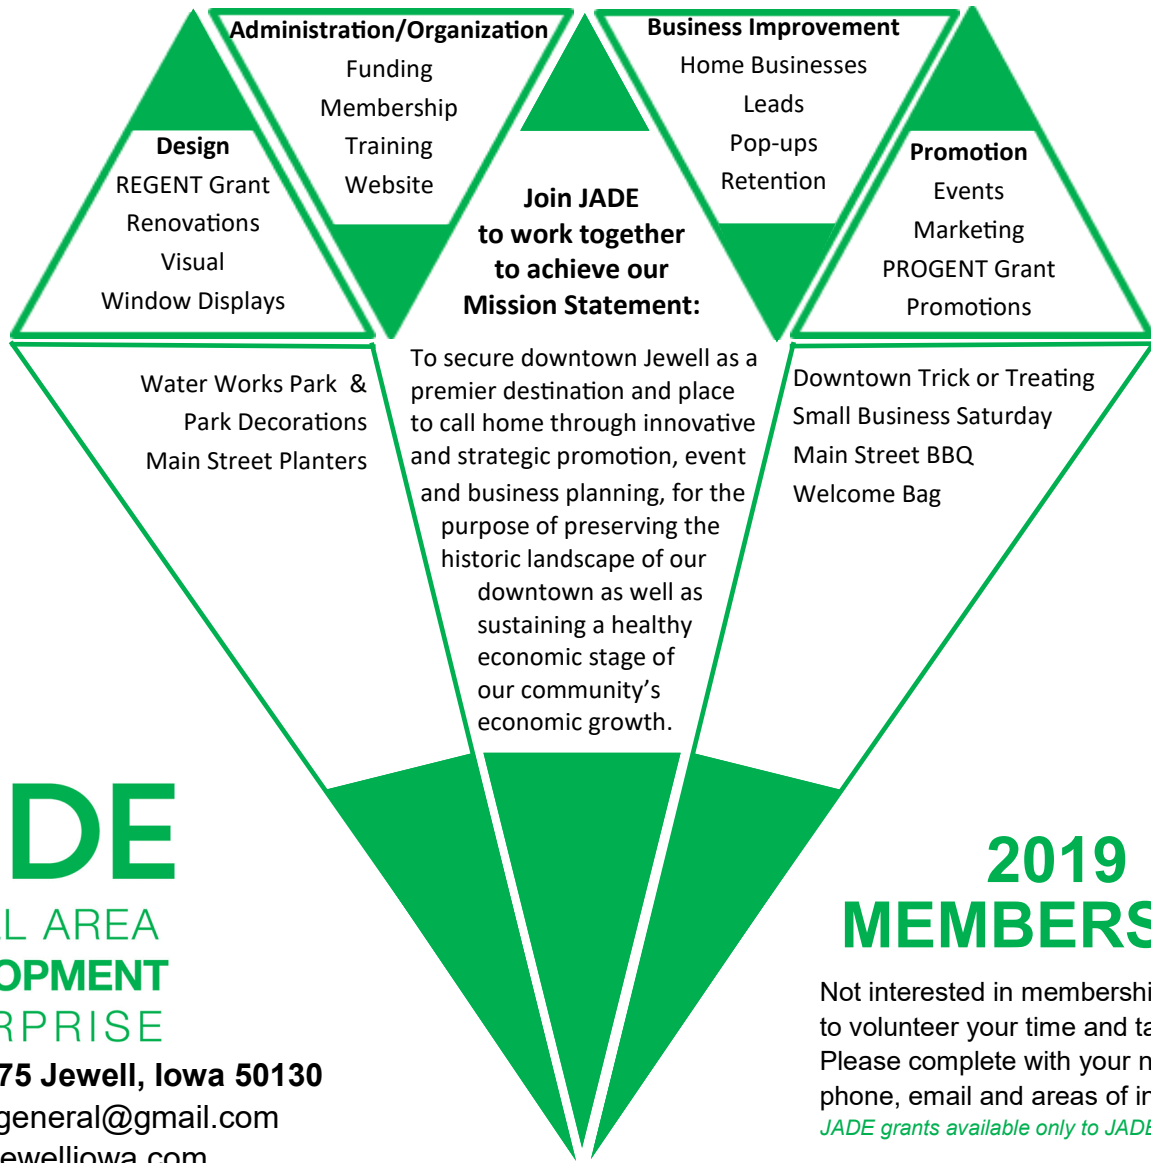 Administration/Organization
Funding
Membership
Training
Website
Business Improvement
Home Businesses
Leads
Pop-ups
Retention
Design
REGENT Grant
Renovations
Visual
Window Displays
Promotion
Events
Marketing
PROGENT Grant
Promotions
Join JADE
to work together
to achieve our
Mission Statement:
To secure downtown Jewell as a
premier destination and place
to call home through innovative
and strategic promotion, event
and business planning, for the
purpose of preserving the
historic landscape of our
downtown as well as
sustaining a healthy
economic stage of
our community's
economic growth.
Water Works Park &
Park Decorations
Main Street Planters
Downtown Trick or Treating
Small Business Saturday
Main Street BBQ
Welcome Bag
DE
L AREA
OPMENT
RPRISE
75 Jewell, Iowa 50130
general@gmail.com
ewelliowa.com
2019
MEMBERS
Not interested in membershi
to volunteer your time and ta
Please complete with your n
phone, email and areas of in
JADE grants available only to JADE